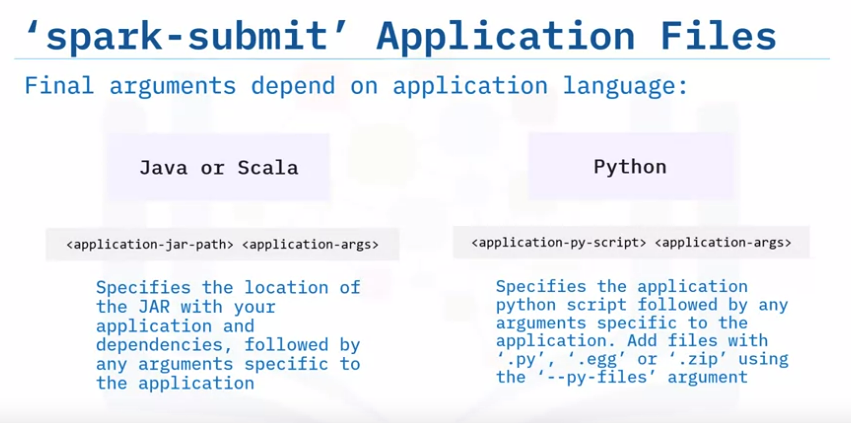 ‘spark-submit’ Application Files
Final arguments depend on application language:
Java or Scala
<application-jar-path> <application-args>
Specifies the location of
the JAR with your
application and
dependencies, followed by
any arguments specific to
the application
Python
<application-py-script> <application-args>
Specifies the application
python script followed by any
arguments specific to the
application. Add files with
‘.py’, ‘.egg’ or ‘.zip’ using
the ‘--py-files’ argument